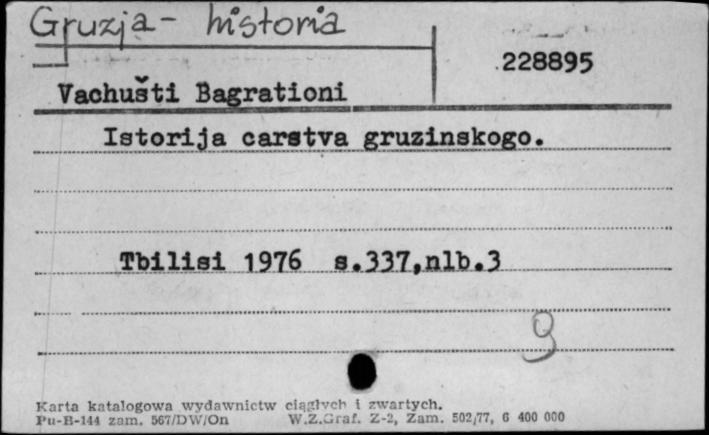 Gruzja - historia
228895
Vachušti Bagrationi
Istorija carstva gruzinskogo.
Tbilisi 1976 s.337,nlb.3
9
Karta katalogowa wydawnictw ciągłych i zwartych.
Pu-B-144 zam. 567/DW/On W.Z.Graf. Z-2, Zam. 502/77, 6 400 000